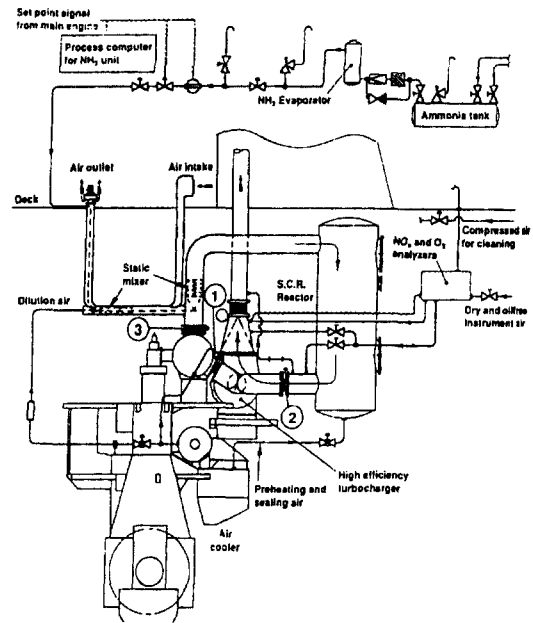 Set point signal
from main engine
Process computer
for NH3 unit
NH3 Evaporator
Ammonia tank
Air outlet
Air intake
Deck
Compressed air
for cleaning
NOx and O2
analyzers
Static
mixer
1
S.C.R.
Reactor
Dilution air
3
Dry and oilfree
instrument air
2
High efficiency
turbocharger
Preheating and
sealing air
Air
cooler